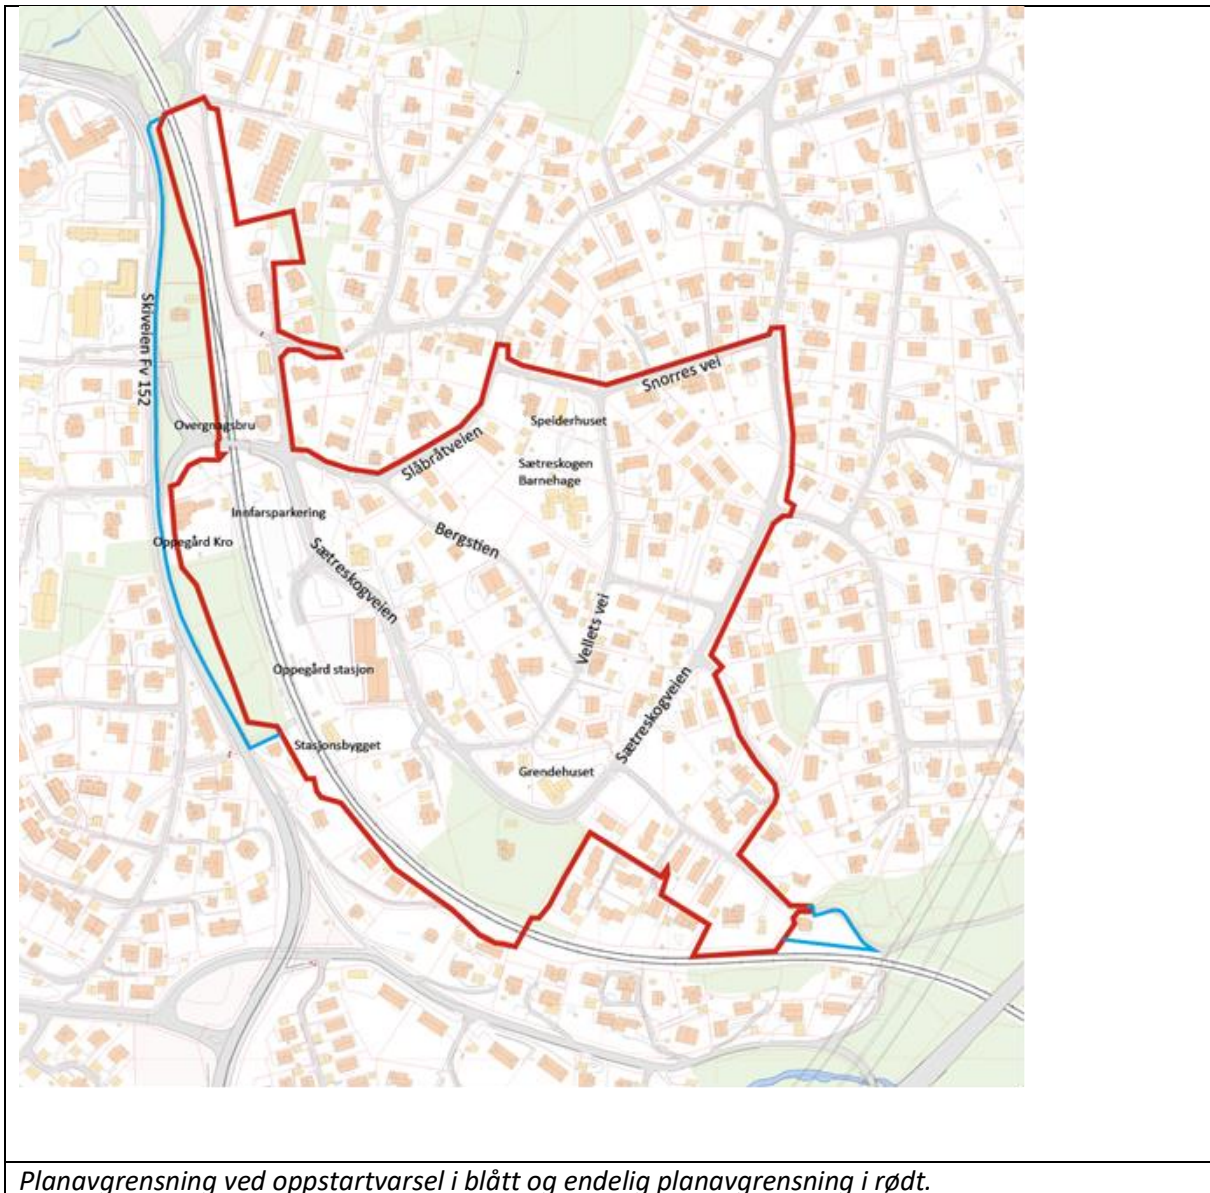 Skiveien Fv 152
Snorres vei
Overgnagsbru
Speiderhuset
Slåbråtveien
Sætreskogen
Barnehage
Innfarsparkering
Bergstien
Oppegård Kro
Sætreskogveien
Vellets vei
Oppegård stasjon
Sætreskogveien
Stasjonsbygget
Grendehuset
Planavgrensning ved oppstartvarsel i blått og endelig planavgrensning i rødt.